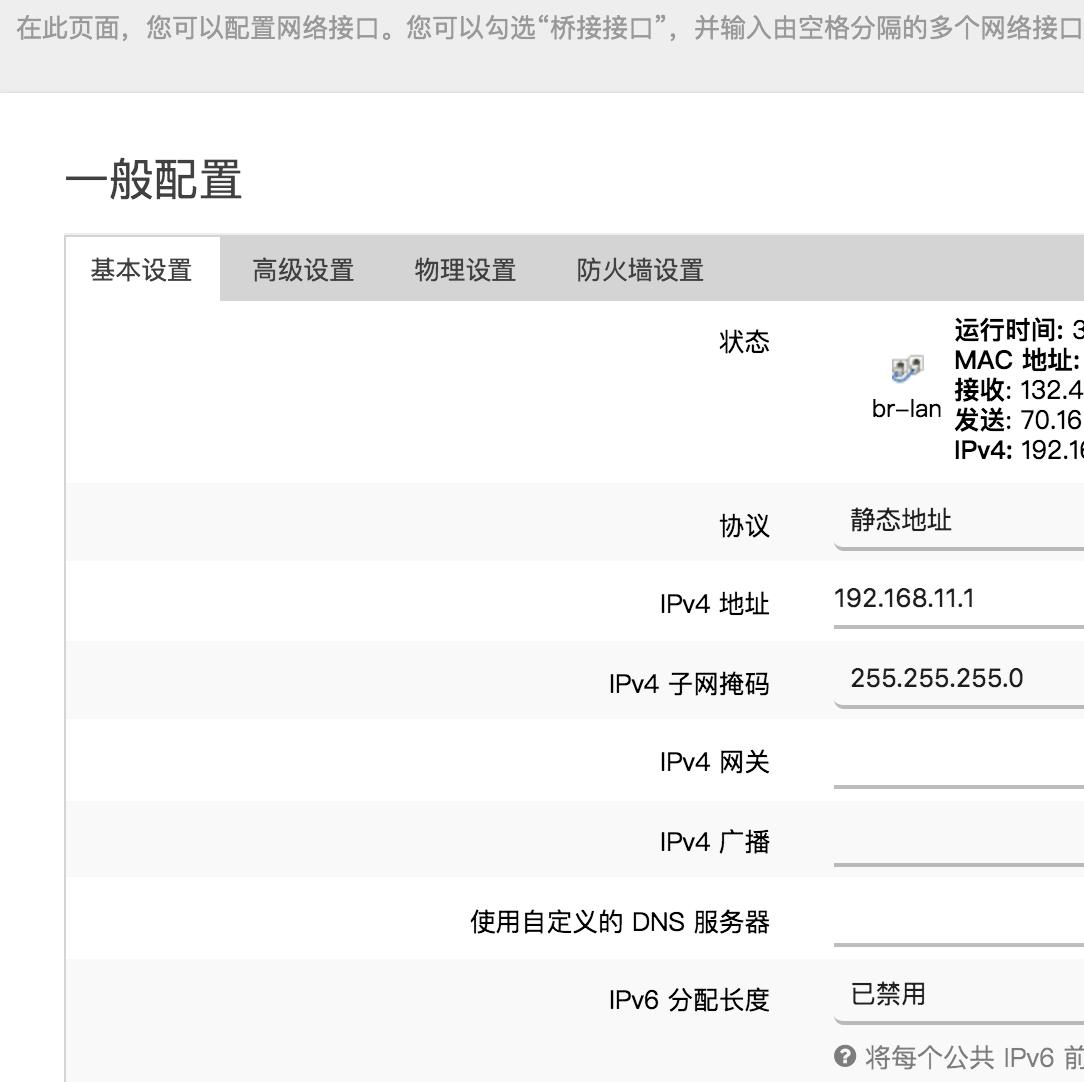 在此页面，您可以配置网络接口。您可以勾选“桥接接口”，并输入由空格分隔的多个网络接口
一般配置
基本设置 高级设置 物理设置 防火墙设置
状态
br-lan
运行时间: 3
MAC 地址:
接收: 132.4
发送: 70.16
IPv4: 192.16
协议 静态地址
IPv4 地址 192.168.11.1
IPv4 子网掩码 255.255.255.0
IPv4 网关
IPv4 广播
使用自定义的 DNS 服务器
IPv6 分配长度 已禁用
将每个公共 IPv6 前